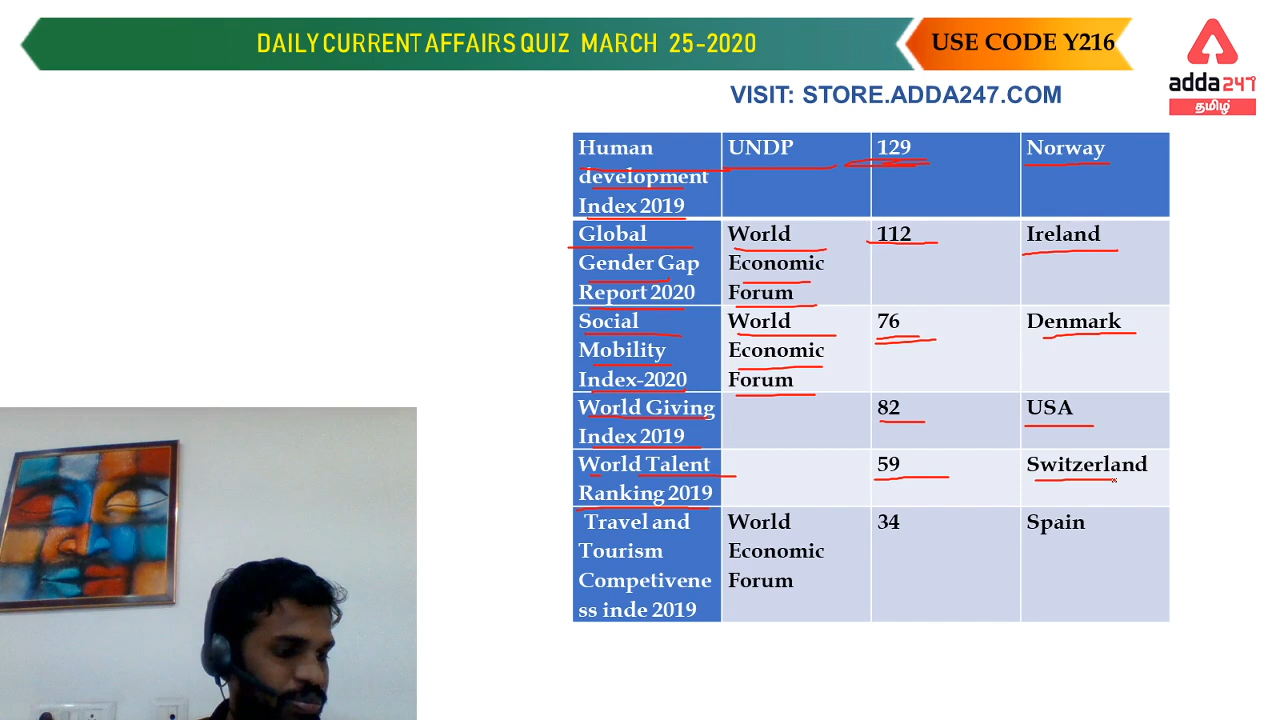 DAILY CURRENT AFFAIRS QUIZ MARCH 25-2020
USE CODE Y216
adda247
தமிழ்
VISIT: STORE.ADDA247.COM
Human development Index 2019 UNDP 129 Norway
Global Gender Gap Report 2020 World Economic Forum 112 Ireland
Social Mobility Index-2020 World Economic Forum 76 Denmark
World Giving Index 2019 82 USA
World Talent Ranking 2019 59 Switzerland
Travel and Tourism Competiveness inde 2019 World Economic Forum 34 Spain